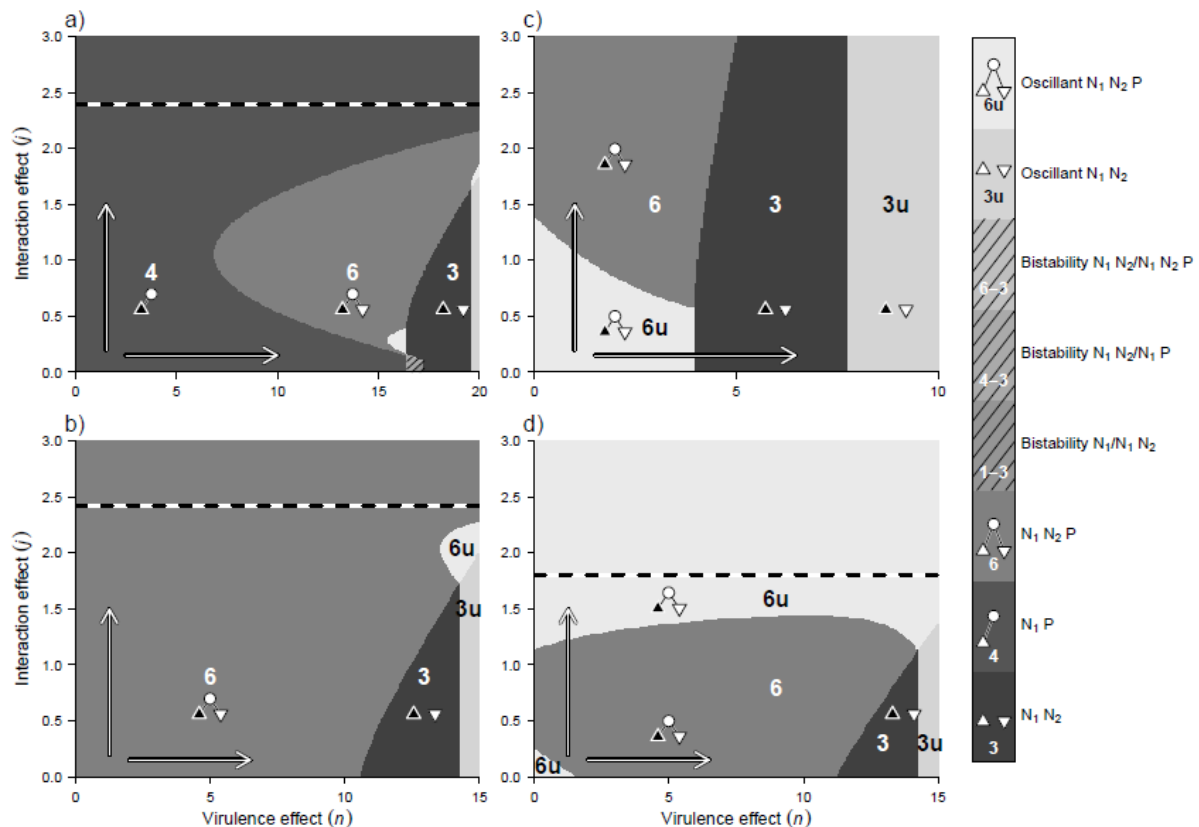 a)
3.0
2.5
2.0
1.5
1.0
0.5
0.0
Interaction effect (j)
4
6
3
0
5
10
15
20
c)
3.0
2.5
2.0
1.5
1.0
0.5
0.0
6
3
3u
6u
0
5
10
b)
3.0
2.5
2.0
1.5
1.0
0.5
0.0
Interaction effect (j)
6u
3u
6
3
0
5
10
15
Virulence effect (n)
d)
3.0
2.5
2.0
1.5
1.0
0.5
0.0
6u
6
3
3u
6u
0
5
10
15
Virulence effect (n)
6u
Oscillant N₁ N₂ P
3u
Oscillant N₁ N₂
6–3
Bistability N₁ N₂/N₁ N₂ P
4–3
Bistability N₁ N₂/N₁ P
1–3
Bistability N₁/N₁ N₂
6
N₁ N₂ P
4
N₁ P
3
N₁ N₂